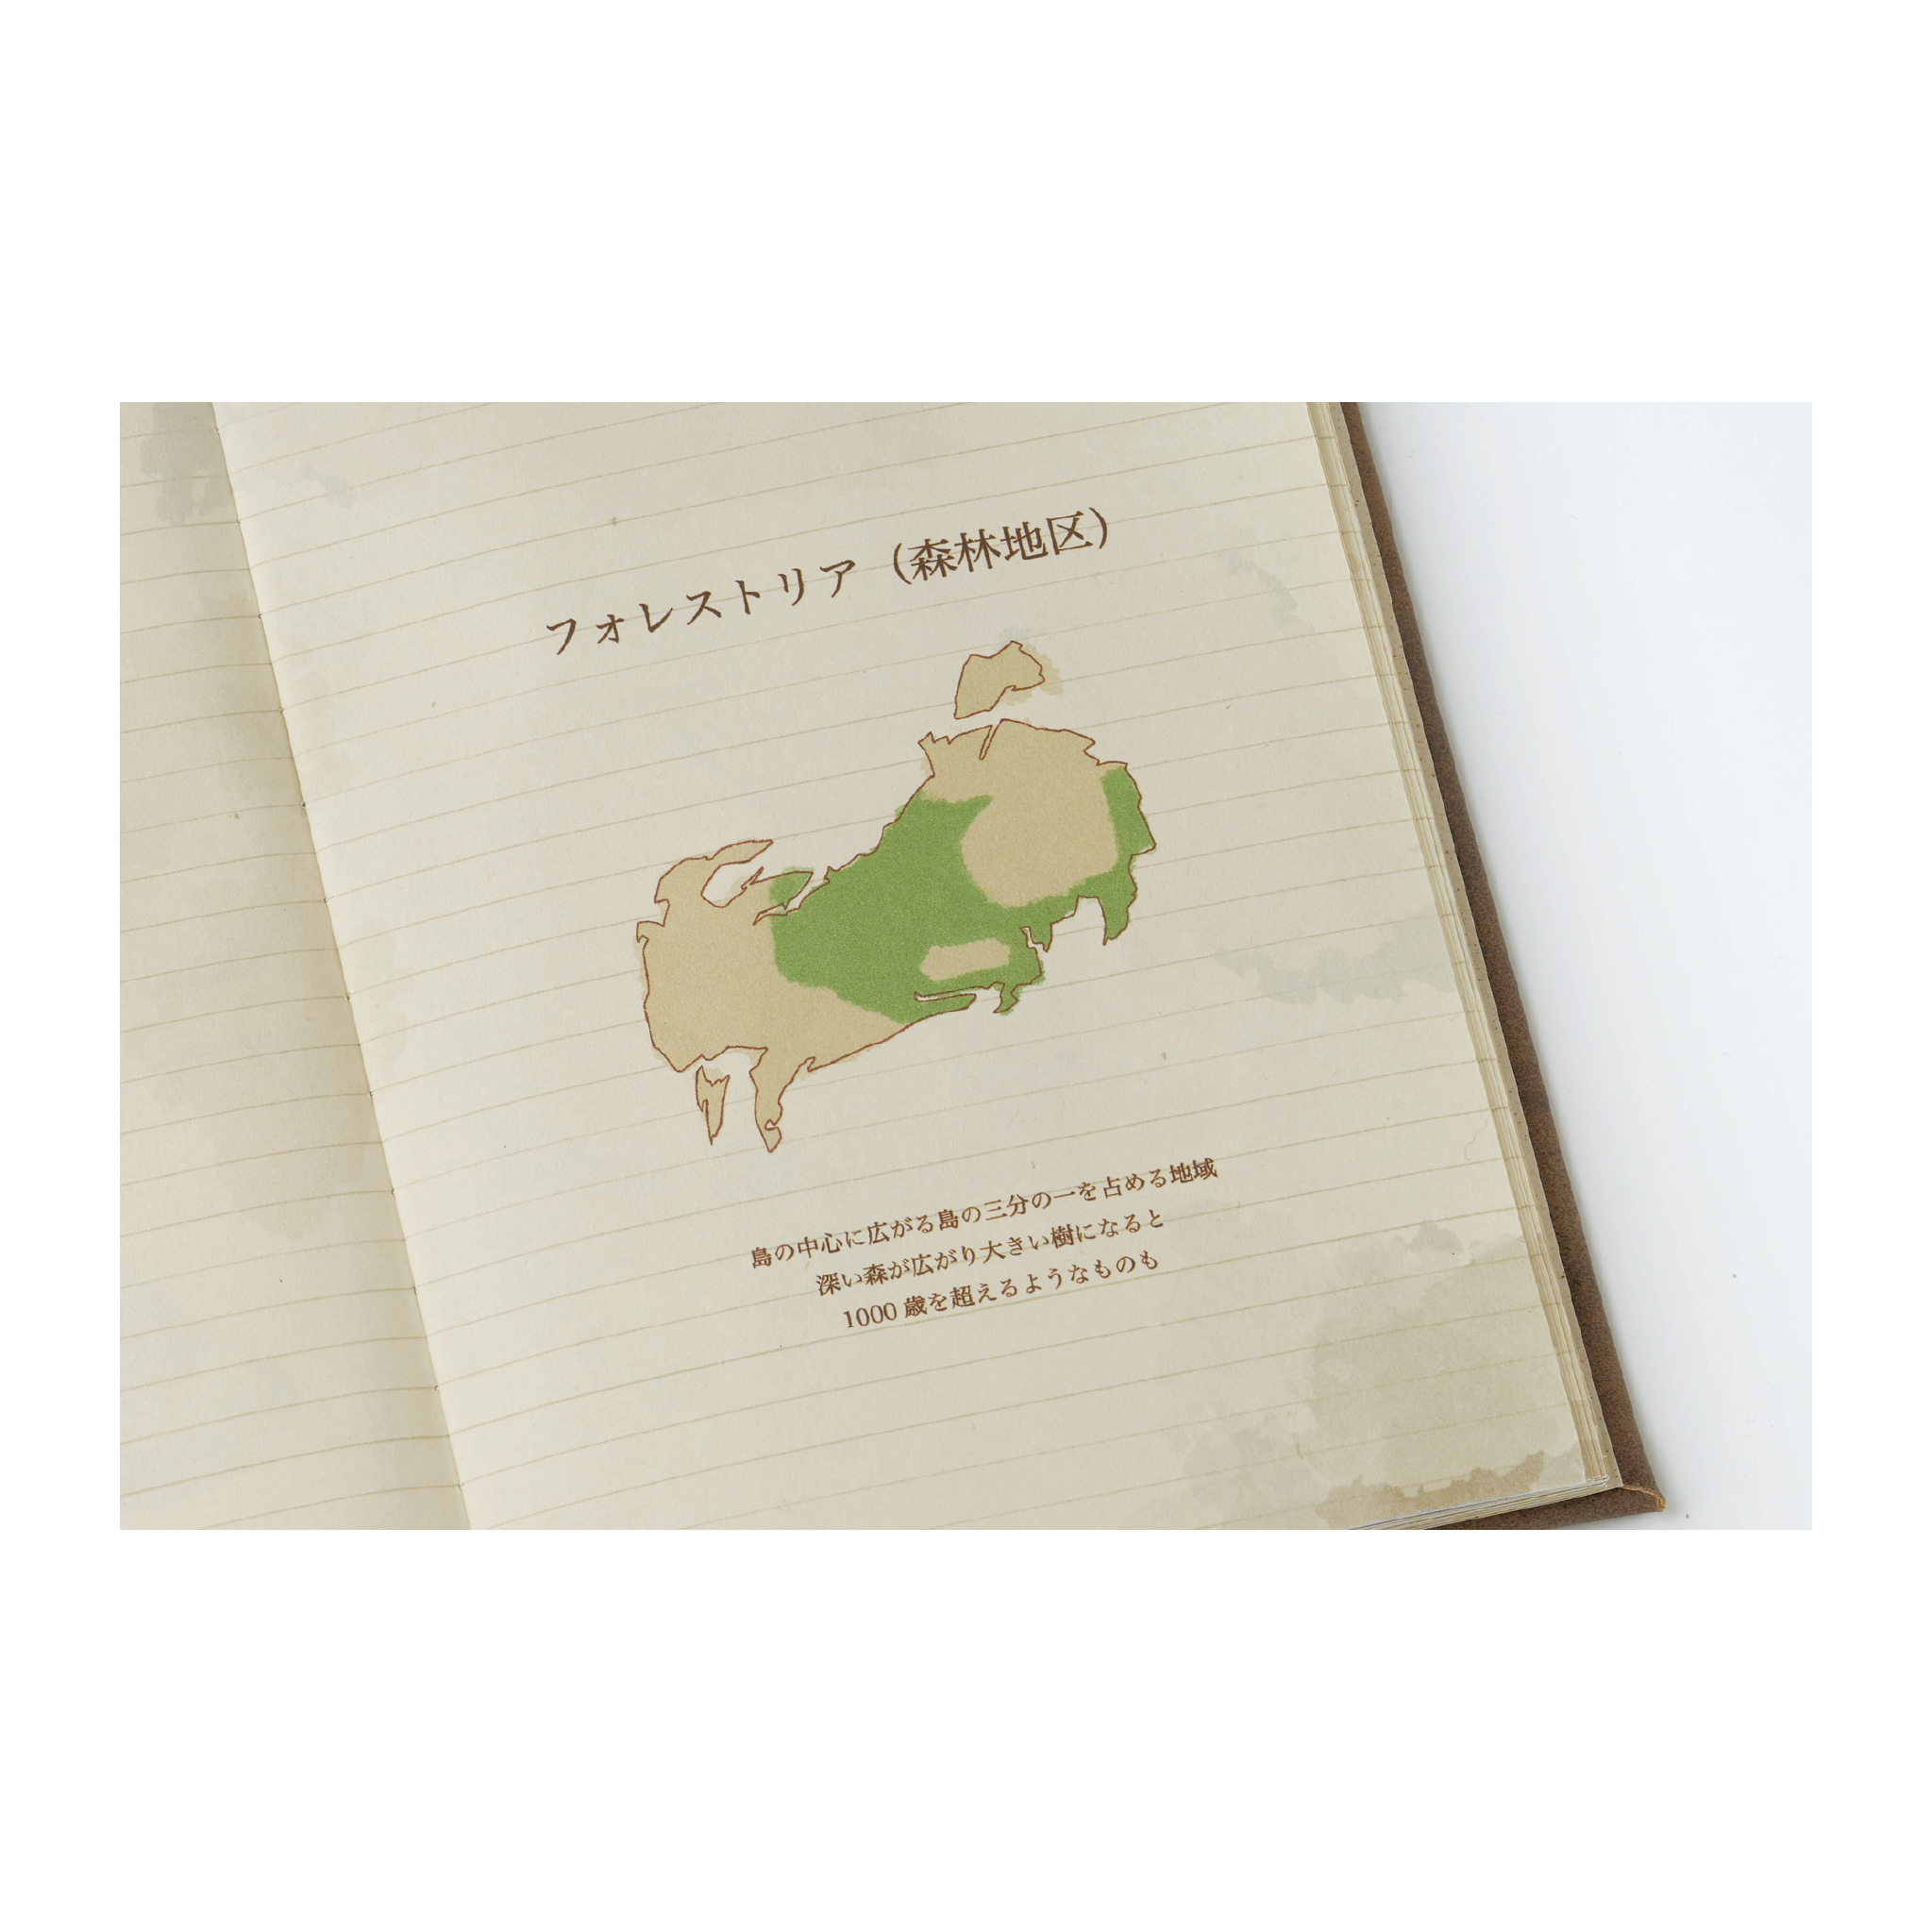 フォレストリア（森林地区）
島の中心に広がる島の三分の一を占める地域
深い森が広がり大きい樹になると
1000 歳を超えるようなものも